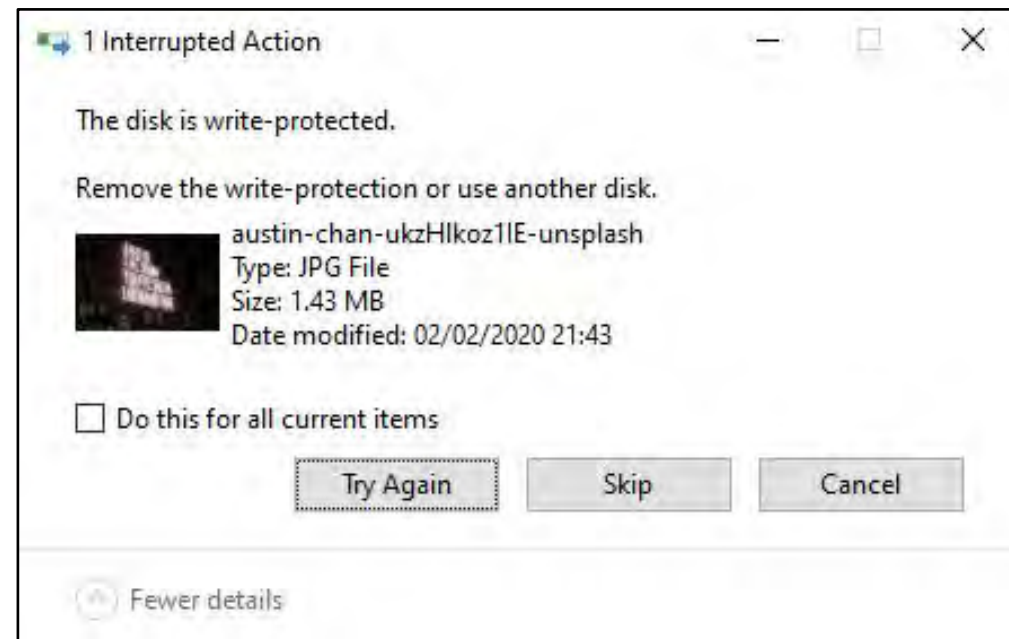 1 Interrupted Action
The disk is write-protected.
Remove the write-protection or use another disk.
austin-chan-ukzHlkoz1lE-unsplash
Type: JPG File
Size: 1.43 MB
Date modified: 02/02/2020 21:43
Do this for all current items
Try Again
Skip
Cancel
Fewer details